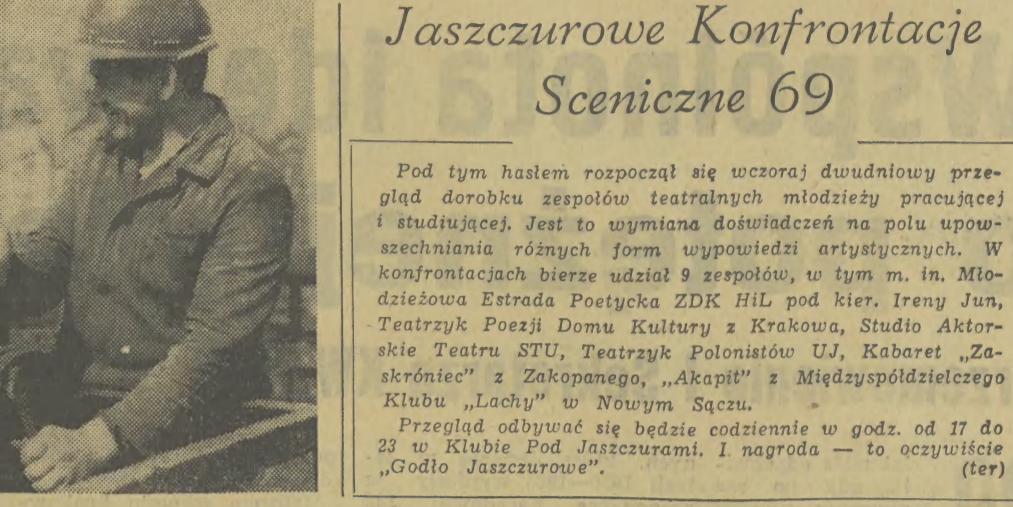 Jaszczurowe Konfrontacje
Sceniczne 69
Pod tym hasłem rozpoczął się wczoraj dwudniowy prze-
gląd dorobku zespołów teatralnych młodzieży pracującej
i studiującej. Jest to wymiana doświadczeń na polu upow-
szechniania różnych form wypowiedzi artystycznych. W
konfrontacjach bierze udział 9 zespołów, w tym m. in. Mło-
dzieżowa Estrada Poetycka ZDK HiL pod kier. Ireny Jun,
Teatrzyk Poezji Domu Kultury z Krakowa, Studio Aktor-
skie Teatru STU, Teatrzyk Polonistów UJ, Kabaret „Za-
skróniec" z Zakopanego, „Akapit" z Międzyspółdzielczego
Klubu „Lachy" w Nowym Sączu.
Przegląd odbywać się będzie codziennie w godz. od 17 do
23 w Klubie Pod Jaszczurami. I nagroda — to oczywiście
„Godło Jaszczurowe". (ter)